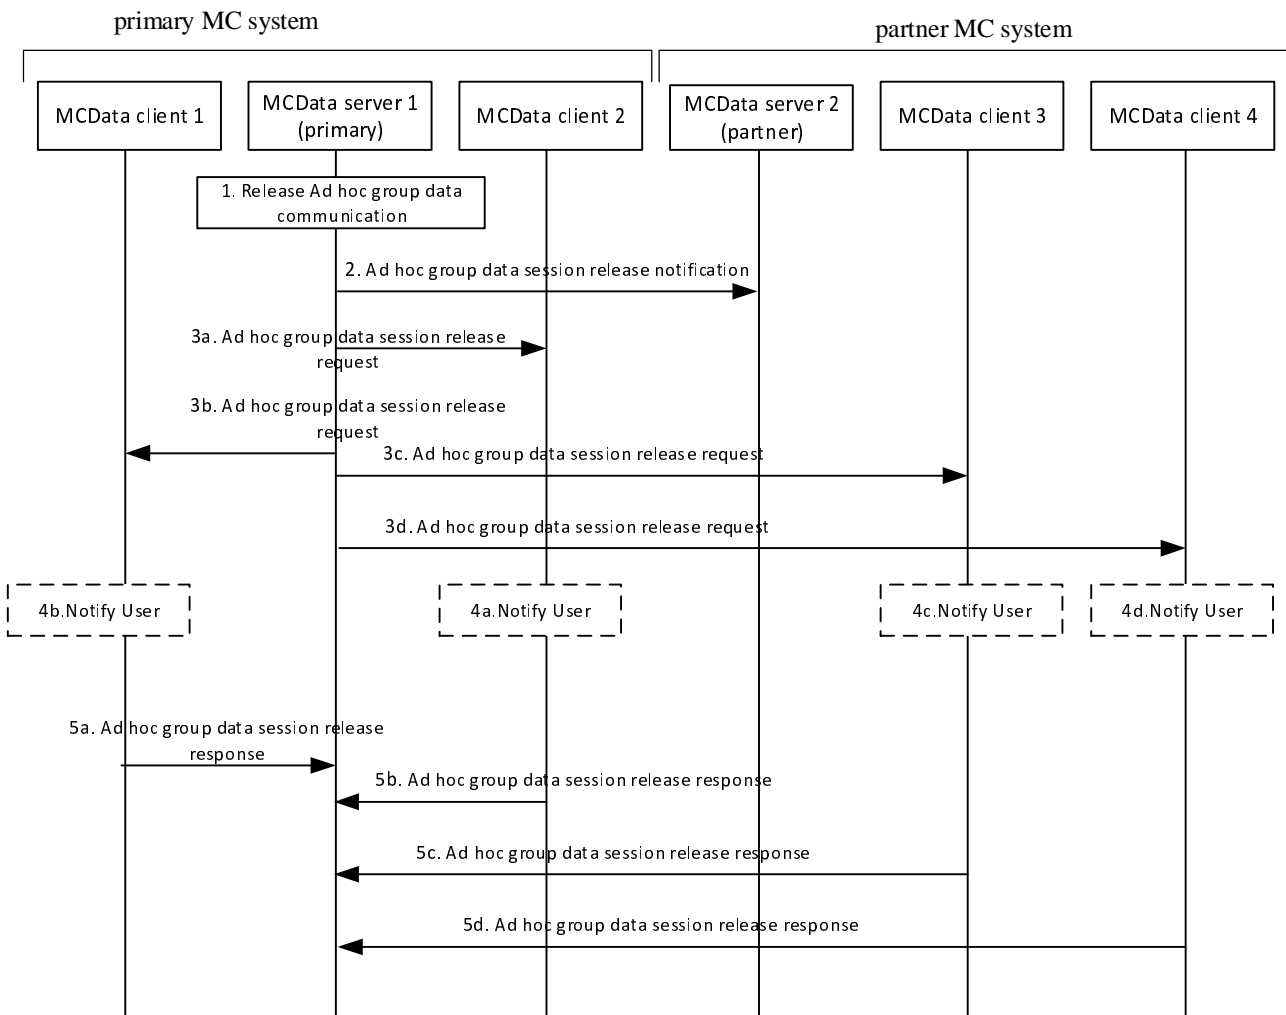 primary MC system
partner MC system
MCData client 1
MCData server 1
(primary)
MCData client 2
MCData server 2
(partner)
MCData client 3
MCData client 4
1. Release Ad hoc group data
communication
2. Ad hoc group data session release notification
3a. Ad hoc group data session release
request
3b. Ad hoc group data session release
request
3c. Ad hoc group data session release request
3d. Ad hoc group data session release request
4b.Notify User
4a.Notify User
4c.Notify User
4d.Notify User
5a. Ad hoc group data session release
response
5b. Ad hoc group data session release response
5c. Ad hoc group data session release response
5d. Ad hoc group data session release response